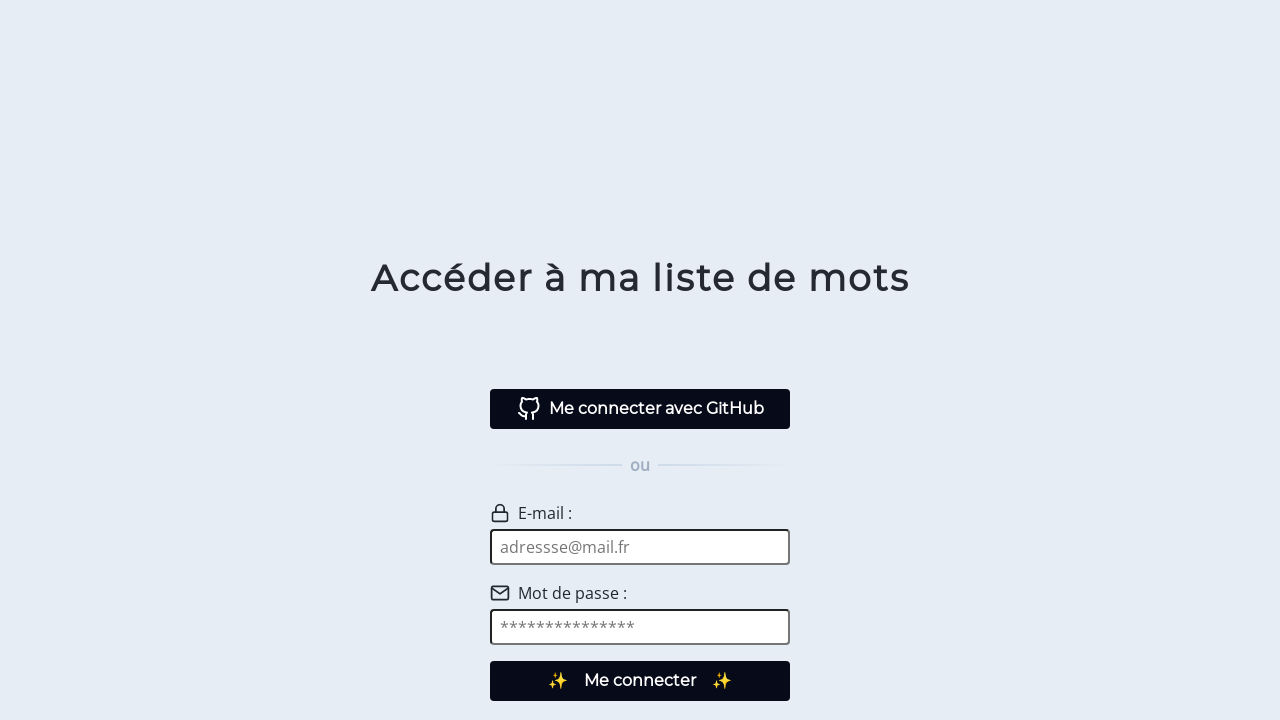 Accéder à ma liste de mots
Me connecter avec GitHub
ou
E-mail :
adressse@mail.fr
Mot de passe :
***************
✨ Me connecter ✨